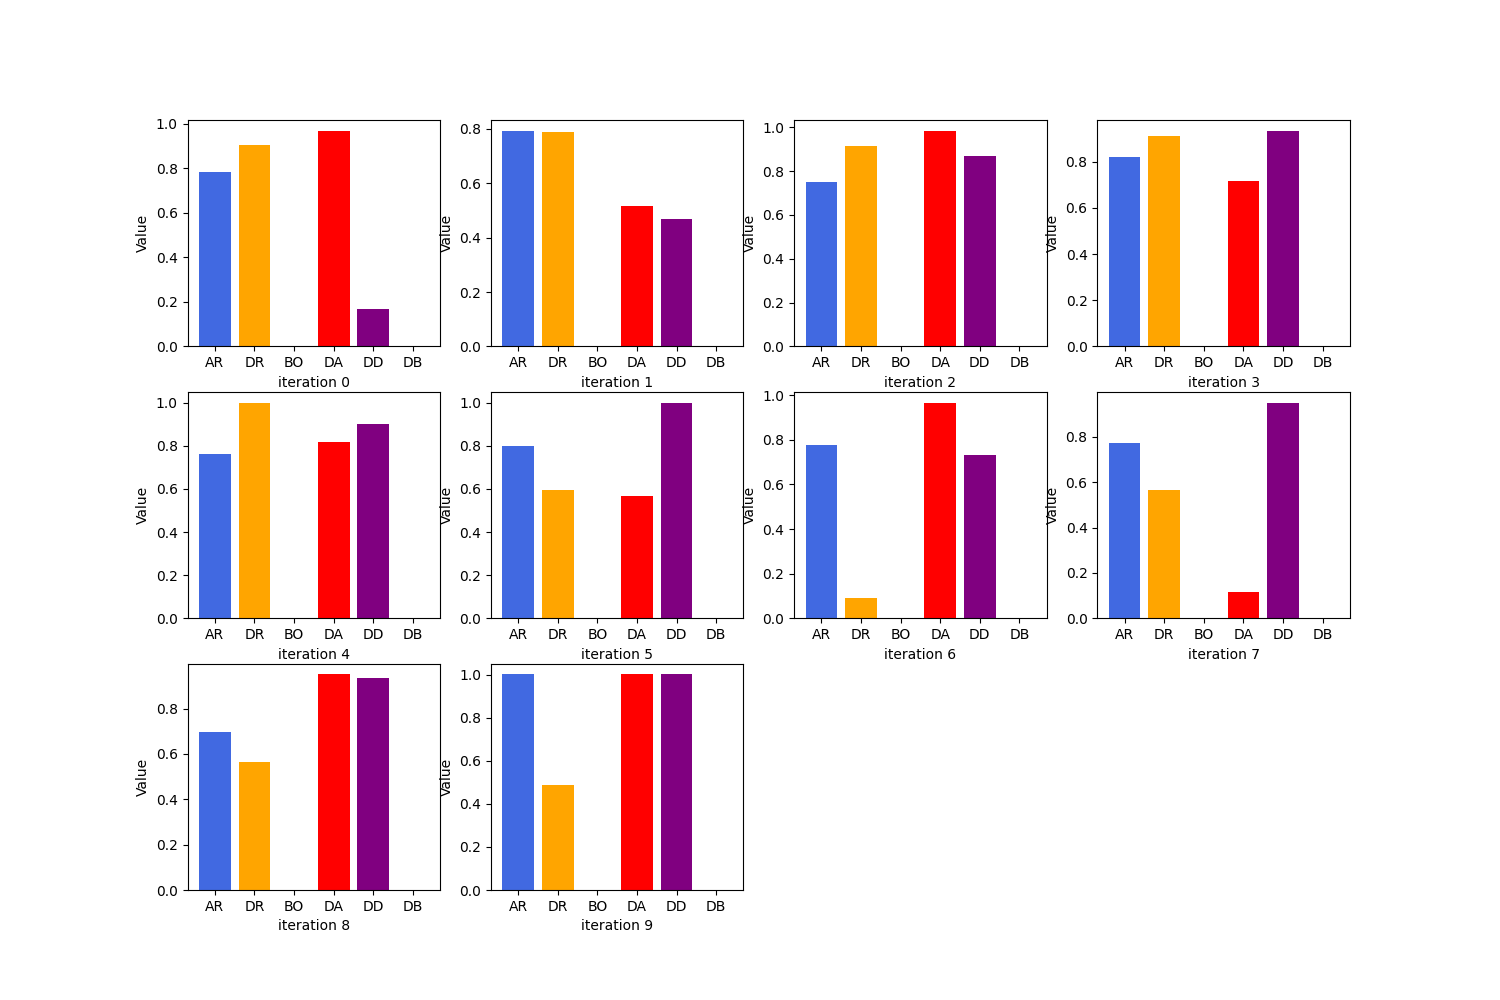 1.0
0.8
0.6
0.4
0.2
0.0
Value
AR DR BO DA DD DB
iteration 0
0.8
0.6
0.4
0.2
0.0
Value
AR DR BO DA DD DB
iteration 1
1.0
0.8
0.6
0.4
0.2
0.0
Value
AR DR BO DA DD DB
iteration 2
0.8
0.6
0.4
0.2
0.0
Value
AR DR BO DA DD DB
iteration 3
1.0
0.8
0.6
0.4
0.2
0.0
Value
AR DR BO DA DD DB
iteration 4
1.0
0.8
0.6
0.4
0.2
0.0
Value
AR DR BO DA DD DB
iteration 5
1.0
0.8
0.6
0.4
0.2
0.0
Value
AR DR BO DA DD DB
iteration 6
0.8
0.6
0.4
0.2
0.0
Value
AR DR BO DA DD DB
iteration 7
0.8
0.6
0.4
0.2
0.0
Value
AR DR BO DA DD DB
iteration 8
1.0
0.8
0.6
0.4
0.2
0.0
Value
AR DR BO DA DD DB
iteration 9